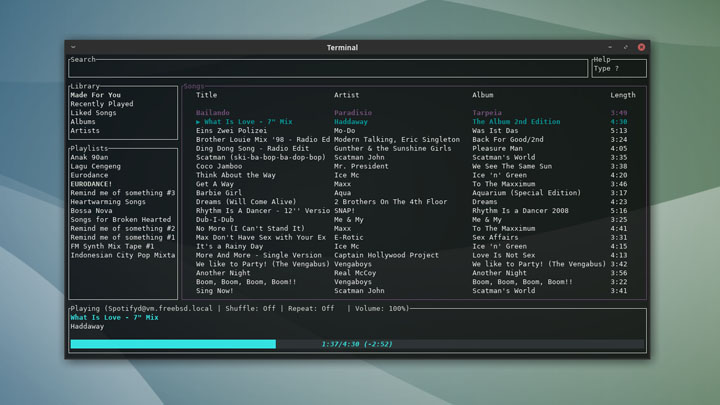 Terminal
Search
Help
Type ?
Library
Made For You
Recently Played
Liked Songs
Albums
Artists
Playlists
Anak 90an
Lagu Cengeng
Eurodance
EURODANCE!
Remind me of something #3
Heartwarming Songs
Bossa Nova
Songs for Broken Hearted
Remind me of something #2
Remind me of something #1
FM Synth Mix Tape #1
Indonesian City Pop Mixta
Songs
Title Artist Album Length
Bailando Paradisio Tarpeia 3:49
▶ What Is Love - 7" Mix Haddaway The Album 2nd Edition 4:30
Eins Zwei Polizei Mo-Do Was Ist Das 5:13
Brother Louie Mix '98 - Radio Ed Modern Talking, Eric Singleton Back For Good/2nd 3:24
Ding Dong Song - Radio Edit Gunther & the Sunshine Girls Pleasure Man 4:05
Scatman (ski-ba-bop-ba-dop-bop) Scatman John Scatman's World 3:35
Coco Jamboo Mr. President We See The Same Sun 3:38
Think About the Way Ice Mc Ice 'n' Green 4:20
Get A Way Maxx To The Maxximum 3:46
Barbie Girl Aqua Aquarium (Special Edition) 3:17
Dreams (Will Come Alive) 2 Brothers On The 4th Floor Dreams 4:23
Rhythm Is A Dancer - 12'' Versio SNAP! Rhythm Is a Dancer 2008 5:16
Dub-I-Dub Me & My Me & My 3:25
No More (I Can't Stand It) Maxx To The Maxximum 4:41
Max Don't Have Sex with Your Ex E-Rotic Sex Affairs 3:31
It's a Rainy Day Ice Mc Ice 'n' Green 4:15
More And More - Single Version Captain Hollywood Project Love Is Not Sex 4:13
We like to Party! (The Vengabus) Vengaboys We like to Party! (The Vengabus) 3:42
Another Night Real McCoy Another Night 3:56
Boom, Boom, Boom, Boom!! Vengaboys Boom, Boom, Boom, Boom!! 3:22
Sing Now! Scatman John Scatman's World 3:41
Playing (Spotifyd@vm.freebsd.local | Shuffle: Off | Repeat: Off | Volume: 100%)
What Is Love - 7" Mix
Haddaway
1:37/4:30 (-2:52)